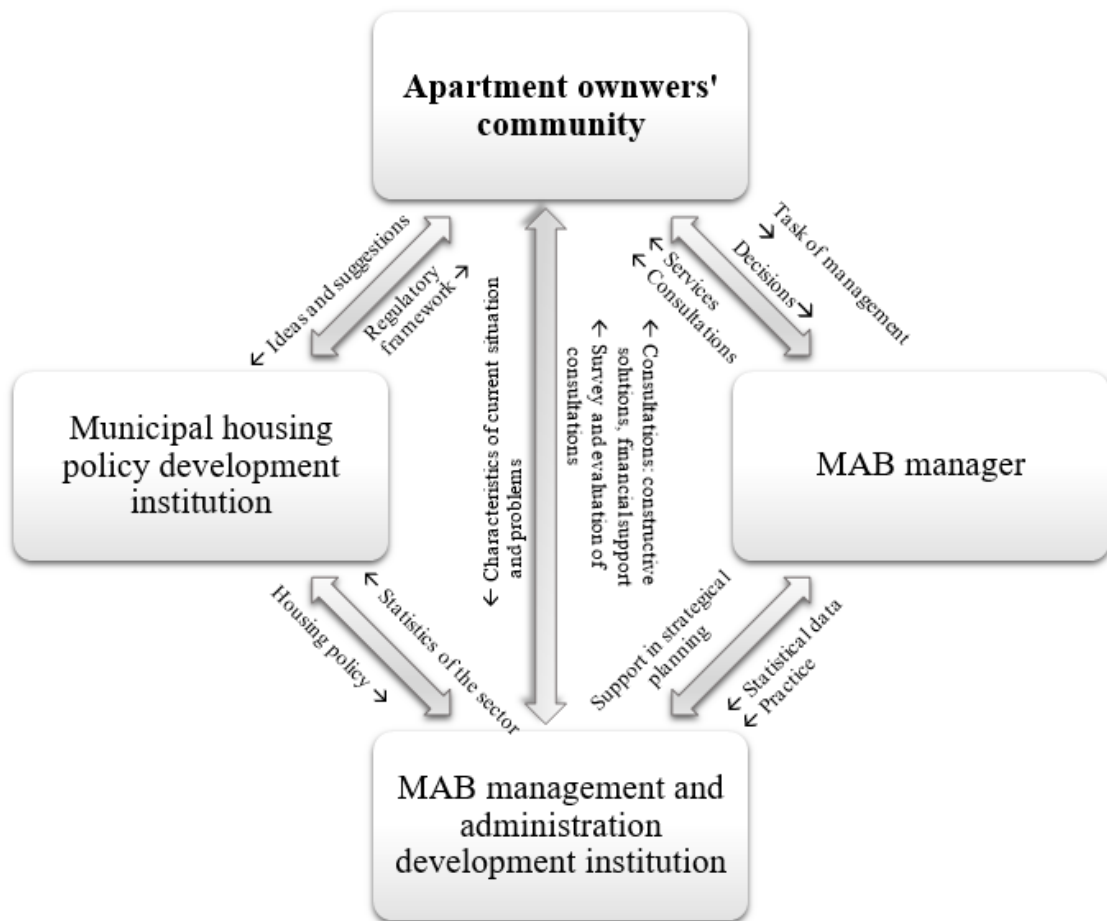 Apartment ownwers'
community
← Ideas and suggestions
Regulatory
framework →
← Characteristics of current situation
and problems
← Consultations: constructive
solutions, financial support
← Survey and evaluation of
consultations
← Services
← Consultations
Decisions →
→ Task of management
Municipal housing
policy development
institution
MAB manager
Housing policy →
← Statistics of the sector
Support in strategical
planning
← Statistical data
← Practice
MAB management and
administration
development institution